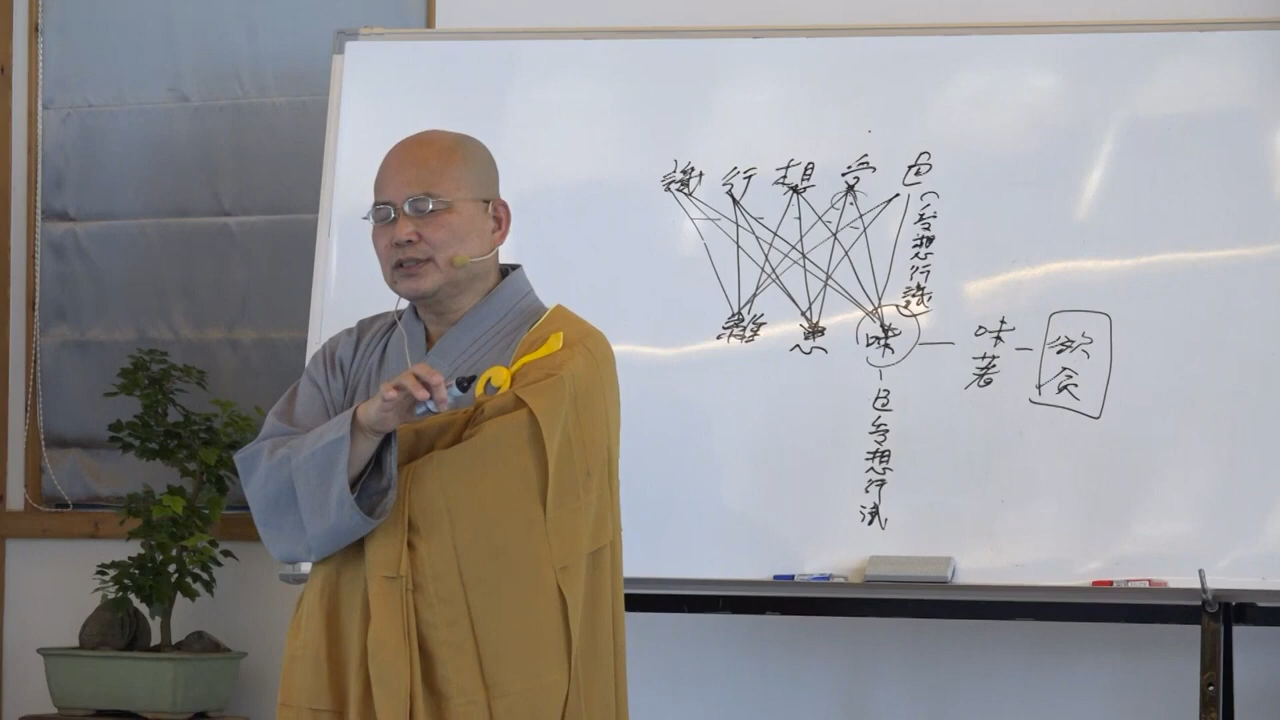 識 行 想 受 色
(受想行識
離 患 味 — 味著 — 欲貪
色受想行識